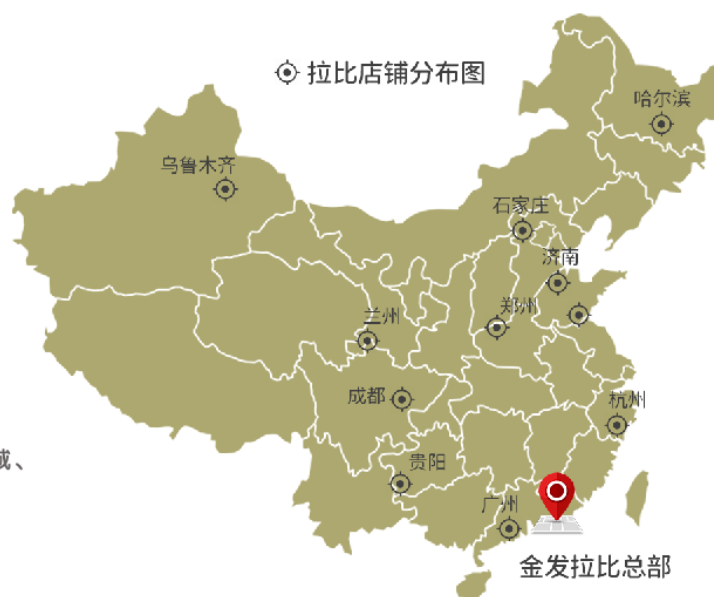 拉比店铺分布图
哈尔滨
乌鲁木齐
石家庄
济南
郑州
兰州
成都
杭州
贵阳
广州
金发拉比总部